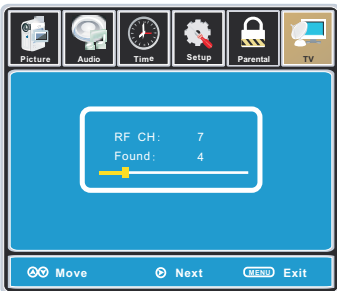 Picture Audio Time Setup Parental TV
RF CH: 7
Found: 4
Move Next MENU Exit